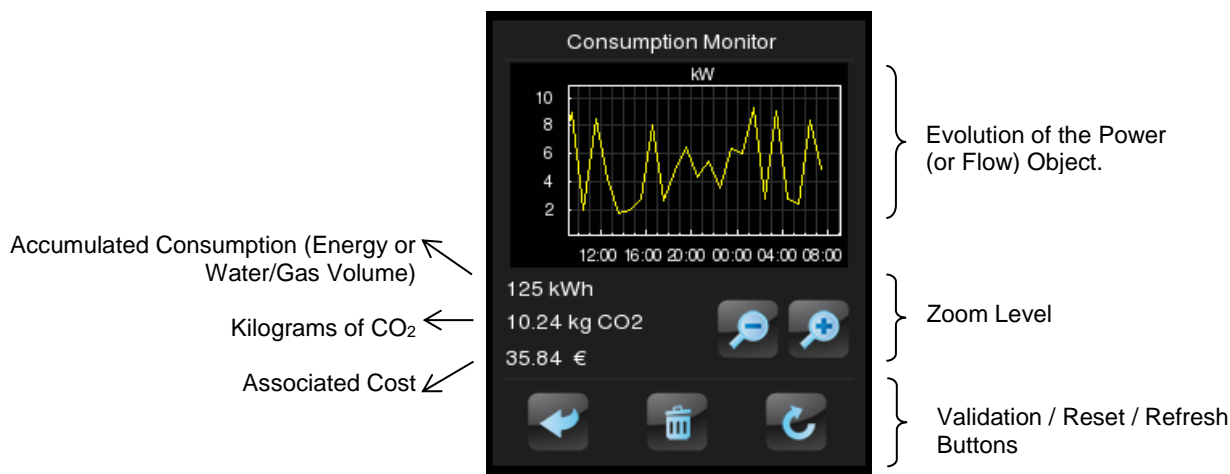 Consumption Monitor
kW
10
8
6
4
2
12:00 16:00 20:00 00:00 04:00 08:00
125 kWh
10.24 kg CO2
35.84 €
Accumulated Consumption (Energy or
Water/Gas Volume)
Kilograms of CO₂
Associated Cost
Evolution of the Power
(or Flow) Object.
Zoom Level
Validation / Reset / Refresh
Buttons